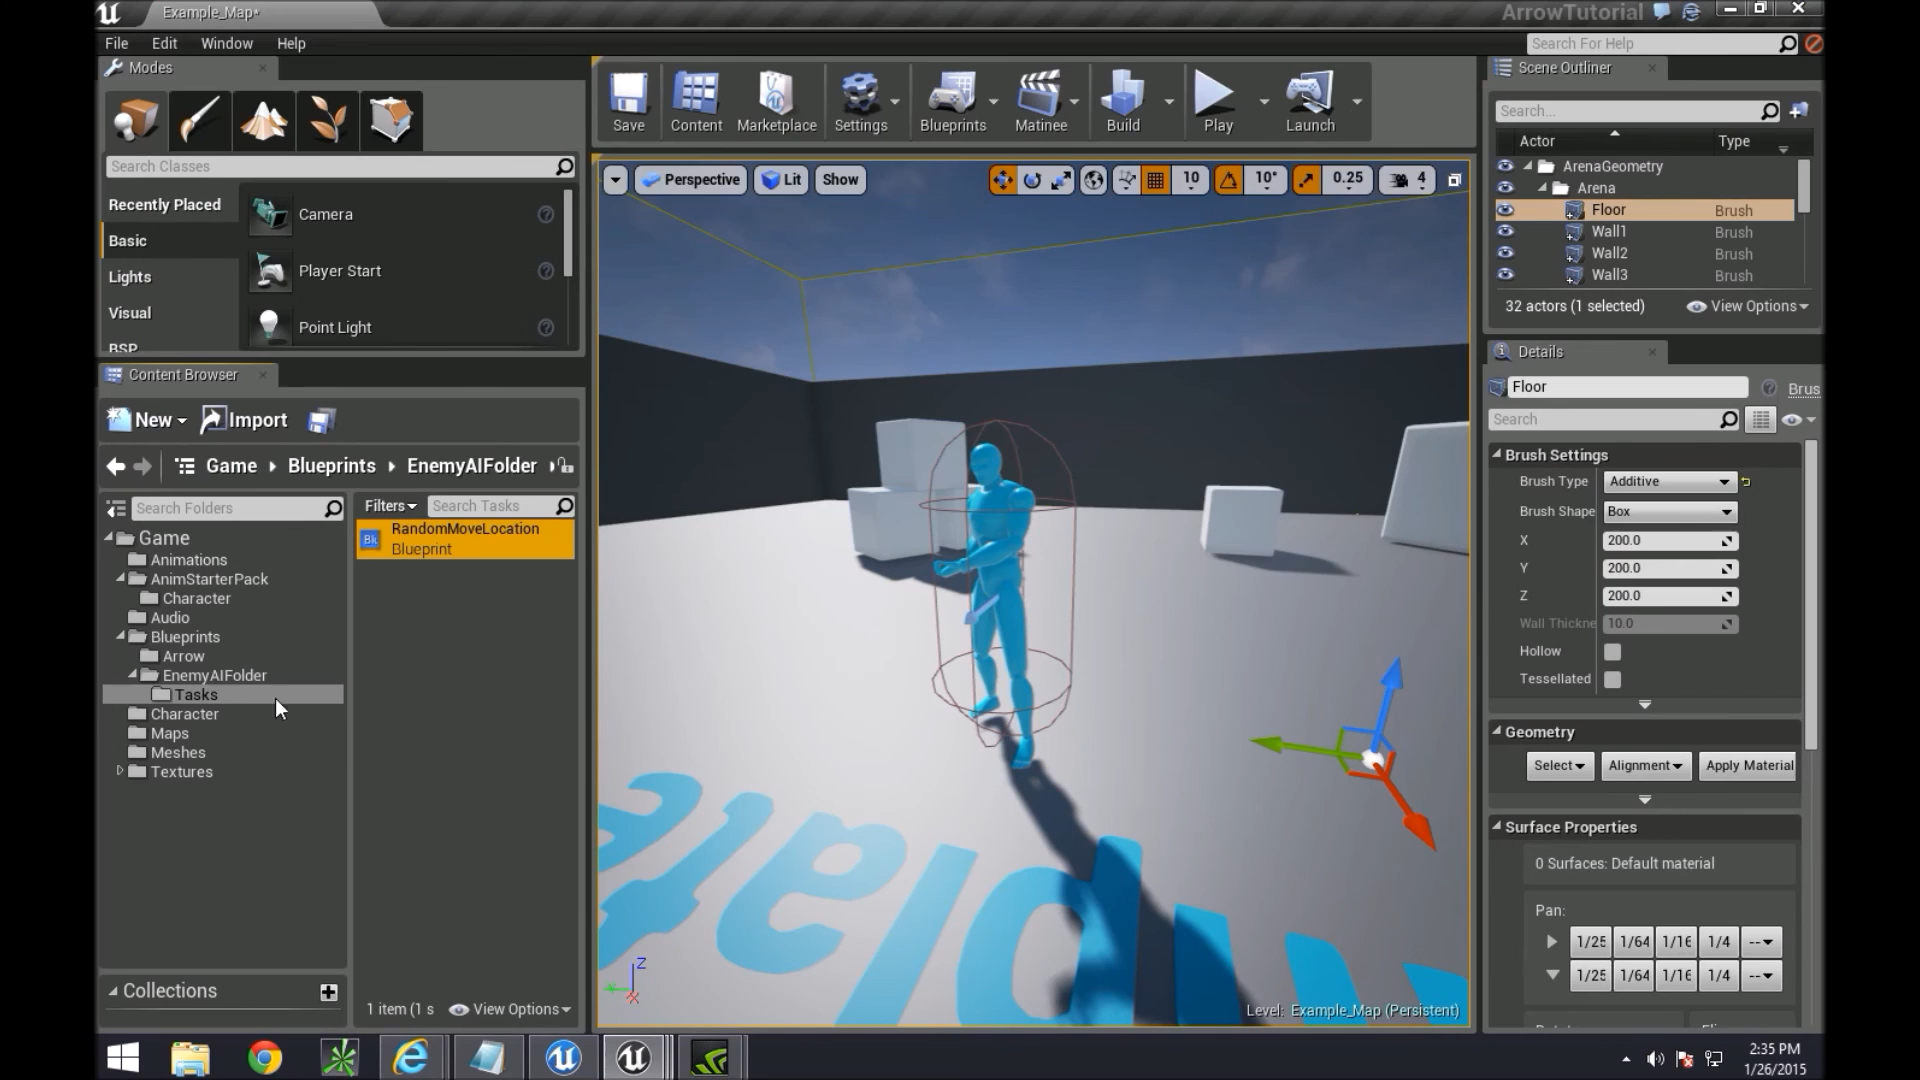 Example_Map*
ArrowTutorial
File Edit Window Help
Search For Help
Modes
Search Classes
Recently Placed
Basic
Lights
Visual
BSP
Camera
Player Start
Point Light
Content Browser
New Import
Game Blueprints EnemyAIFolder
Search Folders
Game
Animations
AnimStarterPack
Character
Audio
Blueprints
Arrow
EnemyAIFolder
Tasks
Character
Maps
Meshes
Textures
Collections
Filters Search Tasks
RandomMoveLocation
Blueprint
1 item (1 s View Options
Save Content Marketplace Settings Blueprints Matinee Build Play Launch
Perspective Lit Show 10 10° 0.25 4
Z
X
Level: Example_Map (Persistent)
Scene Outliner
Search...
Actor Type
ArenaGeometry
Arena
Floor Brush
Wall1 Brush
Wall2 Brush
Wall3 Brush
32 actors (1 selected) View Options
Details
Floor Brus
Search
Brush Settings
Brush Type Additive
Brush Shape Box
X 200.0
Y 200.0
Z 200.0
Wall Thickne 10.0
Hollow
Tessellated
Geometry
Select Alignment Apply Material
Surface Properties
0 Surfaces: Default material
Pan:
1/25 1/64 1/16 1/4 --
1/25 1/64 1/16 1/4 --
2:35 PM
1/26/2015